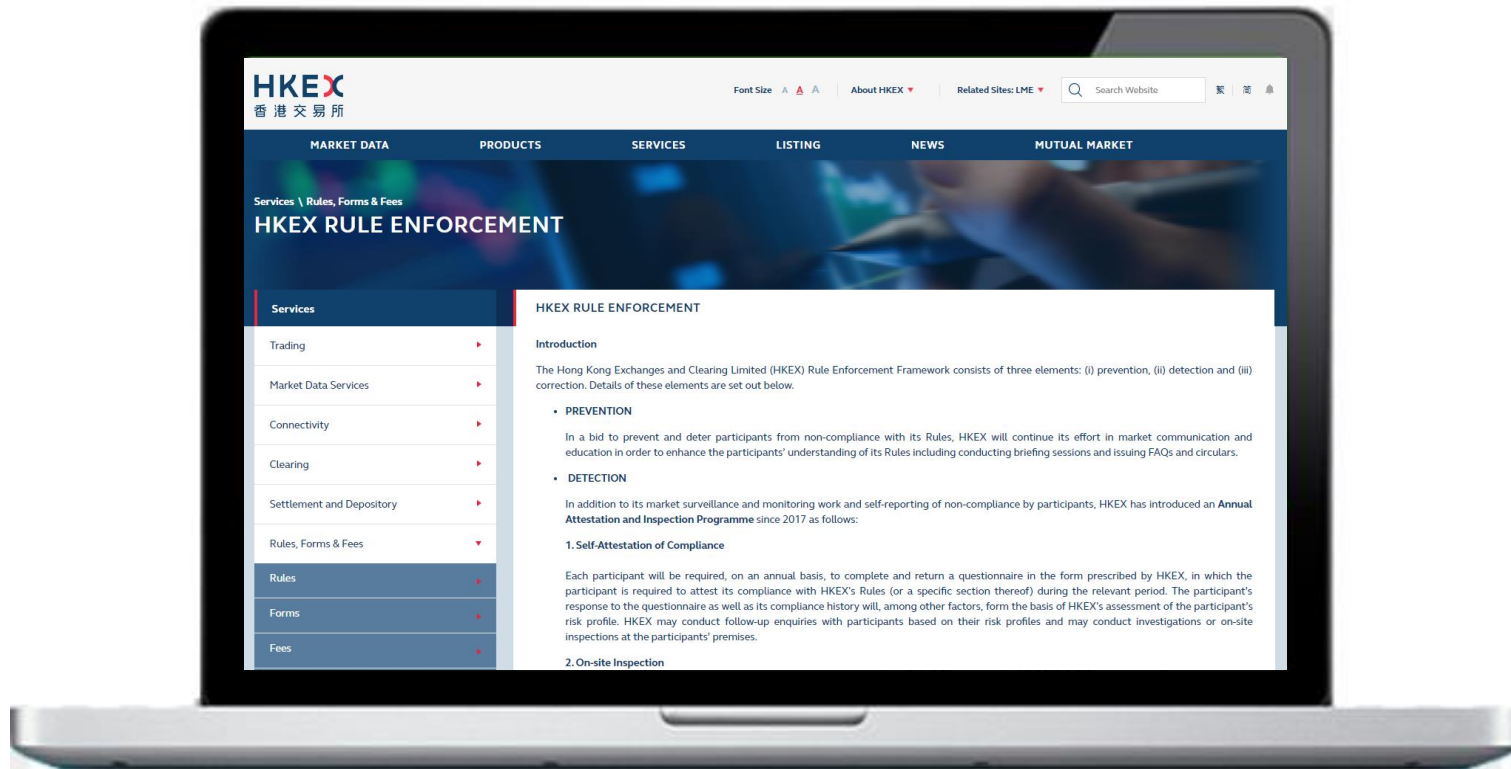 HKEX
香港交易所
Font Size A A A About HKEX Related Sites: LME Search Website 繁 简
MARKET DATA PRODUCTS SERVICES LISTING NEWS MUTUAL MARKET
Services \ Rules, Forms & Fees
HKEX RULE ENFORCEMENT
Services
Trading
Market Data Services
Connectivity
Clearing
Settlement and Depository
Rules, Forms & Fees
Rules
Forms
Fees
HKEX RULE ENFORCEMENT
Introduction
The Hong Kong Exchanges and Clearing Limited (HKEX) Rule Enforcement Framework consists of three elements: (i) prevention, (ii) detection and (iii)
correction. Details of these elements are set out below.
• PREVENTION
In a bid to prevent and deter participants from non-compliance with its Rules, HKEX will continue its effort in market communication and
education in order to enhance the participants' understanding of its Rules including conducting briefing sessions and issuing FAQs and circulars.
• DETECTION
In addition to its market surveillance and monitoring work and self-reporting of non-compliance by participants, HKEX has introduced an Annual
Attestation and Inspection Programme since 2017 as follows:
1. Self-Attestation of Compliance
Each participant will be required, on an annual basis, to complete and return a questionnaire in the form prescribed by HKEX, in which the
participant is required to attest its compliance with HKEX's Rules (or a specific section thereof) during the relevant period. The participant's
response to the questionnaire as well as its compliance history will, among other factors, form the basis of HKEX's assessment of the participant's
risk profile. HKEX may conduct follow-up enquiries with participants based on their risk profiles and may conduct investigations or on-site
inspections at the participants' premises.
2. On-site Inspection